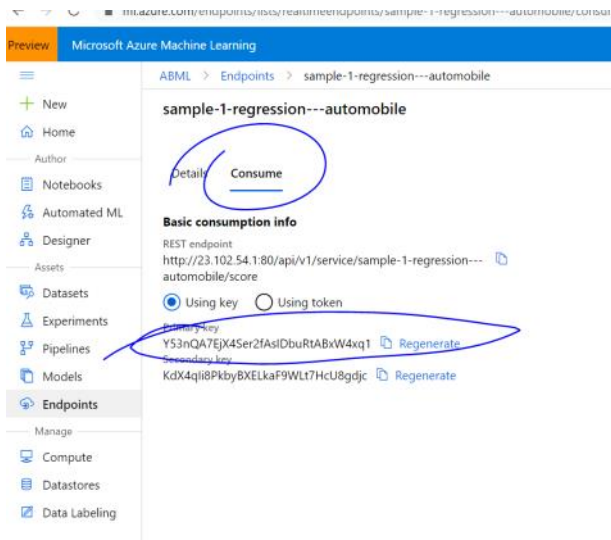 ml.azure.com/endpoints/lists/realtimeendpoints/sample-1-regression---automobile/consum
Preview Microsoft Azure Machine Learning
ABML > Endpoints > sample-1-regression---automobile
New
Home
Author
Notebooks
Automated ML
Designer
Assets
Datasets
Experiments
Pipelines
Models
Endpoints
Manage
Compute
Datastores
Data Labeling
sample-1-regression---automobile
Details Consume
Basic consumption info
REST endpoint
http://23.102.54.1:80/api/v1/service/sample-1-regression---
automobile/score
Using key Using token
Primary key
Y53nQA7EjX4Ser2fAsIDbuRtABxW4xq1 Regenerate
Secondary key
KdX4qli8PkbyBXELkaF9WLt7HcU8gdjc Regenerate